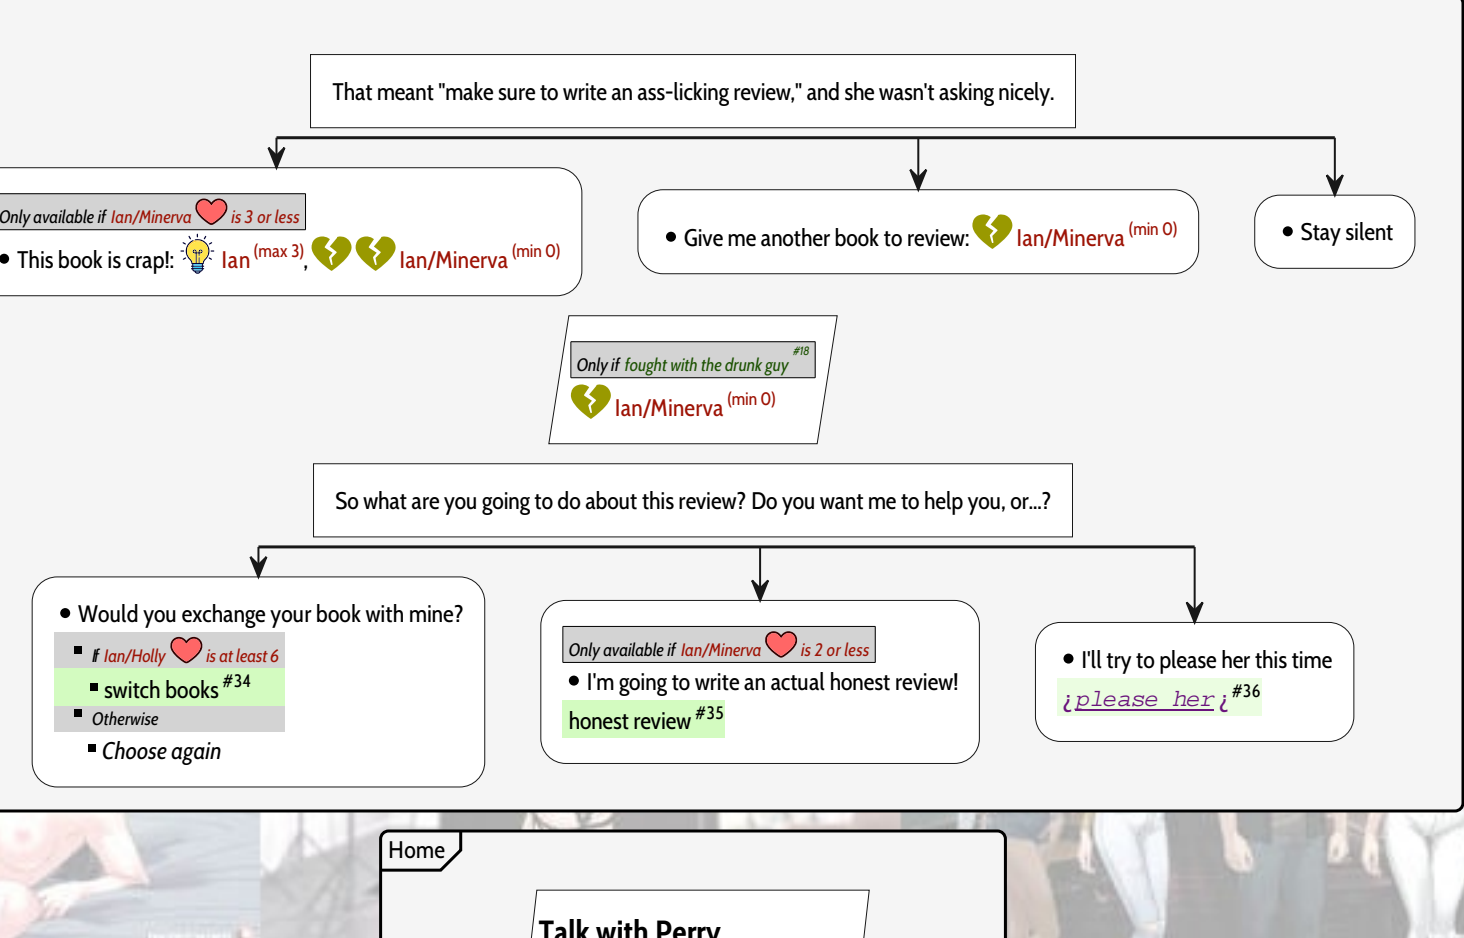 That meant "make sure to write an ass-licking review," and she wasn't asking nicely.
Only available if Ian/Minerva is 3 or less
• This book is crap!: Ian (max 3), Ian/Minerva (min 0)
• Give me another book to review: Ian/Minerva (min 0)
• Stay silent
Only if fought with the drunk guy #18
Ian/Minerva (min 0)
So what are you going to do about this review? Do you want me to help you, or...?
• Would you exchange your book with mine?
▪ If Ian/Holly is at least 6
▪ switch books #34
▪ Otherwise
▪ Choose again
Only available if Ian/Minerva is 2 or less
• I'm going to write an actual honest review!
honest review #35
• I'll try to please her this time
¿please her¿ #36
Home
Talk with Perry